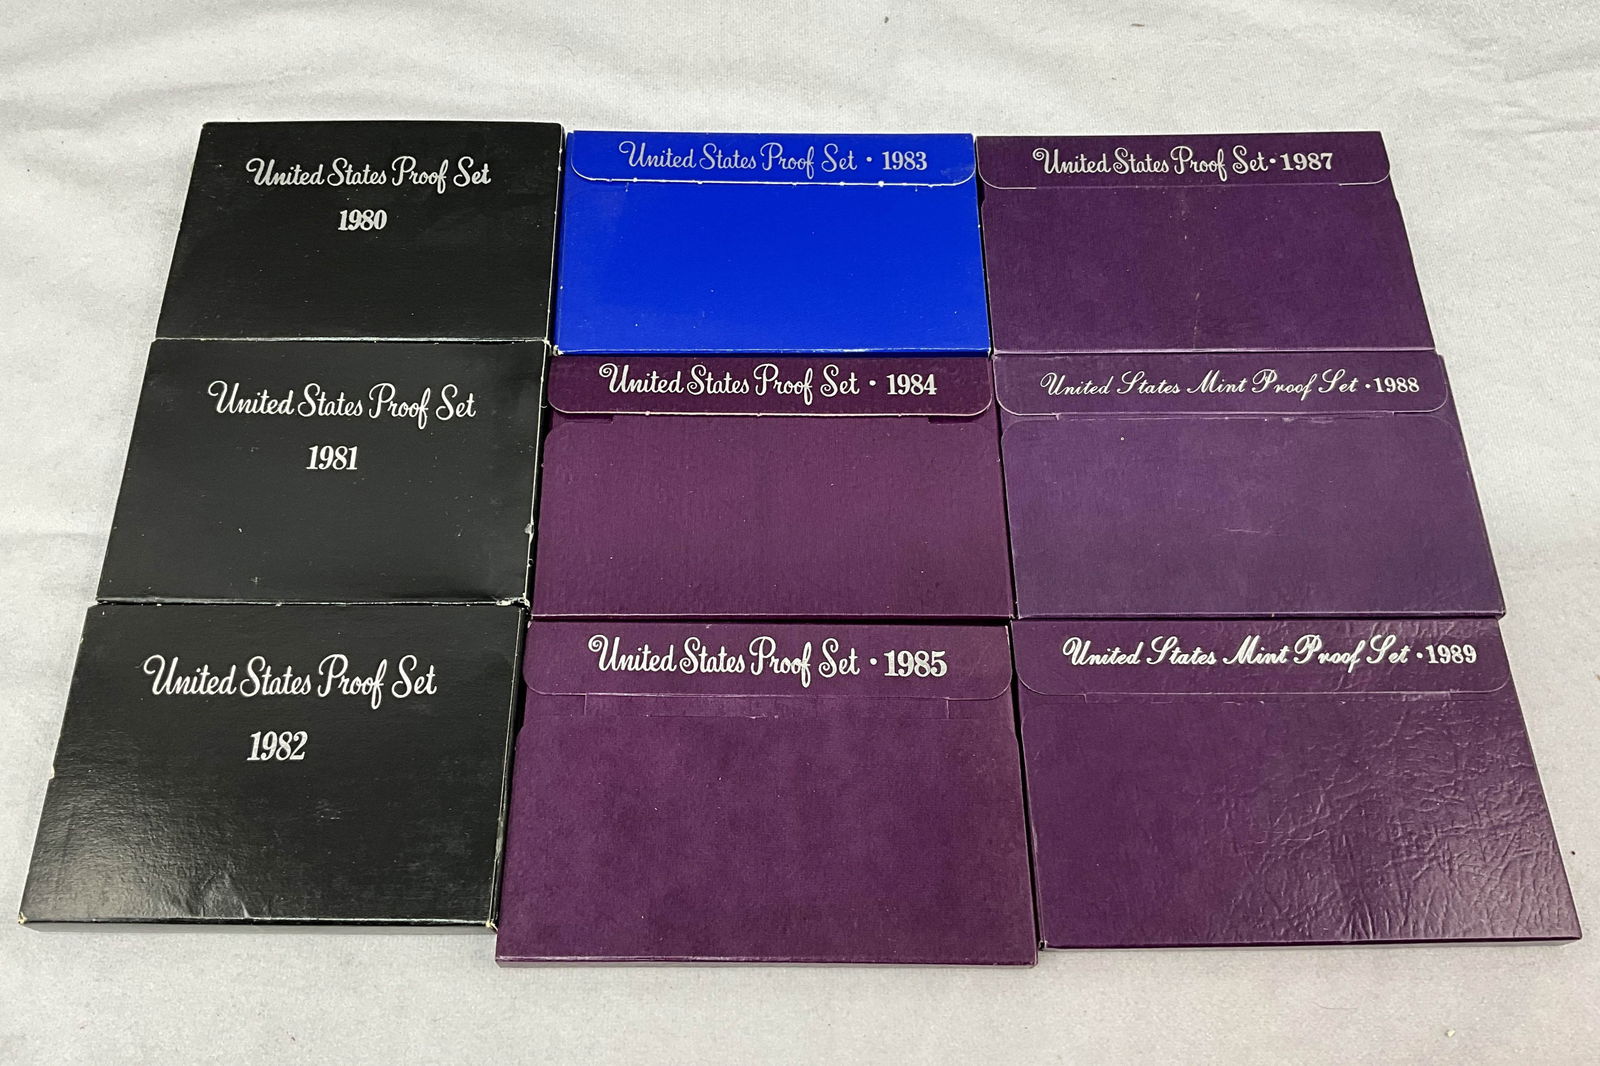 United States Proof Set
1980
United States Proof Set
1981
United States Proof Set
1982
United States Proof Set · 1983
United States Proof Set · 1984
United States Proof Set · 1985
United States Proof Set · 1987
United States Mint Proof Set · 1988
United States Mint Proof Set · 1989